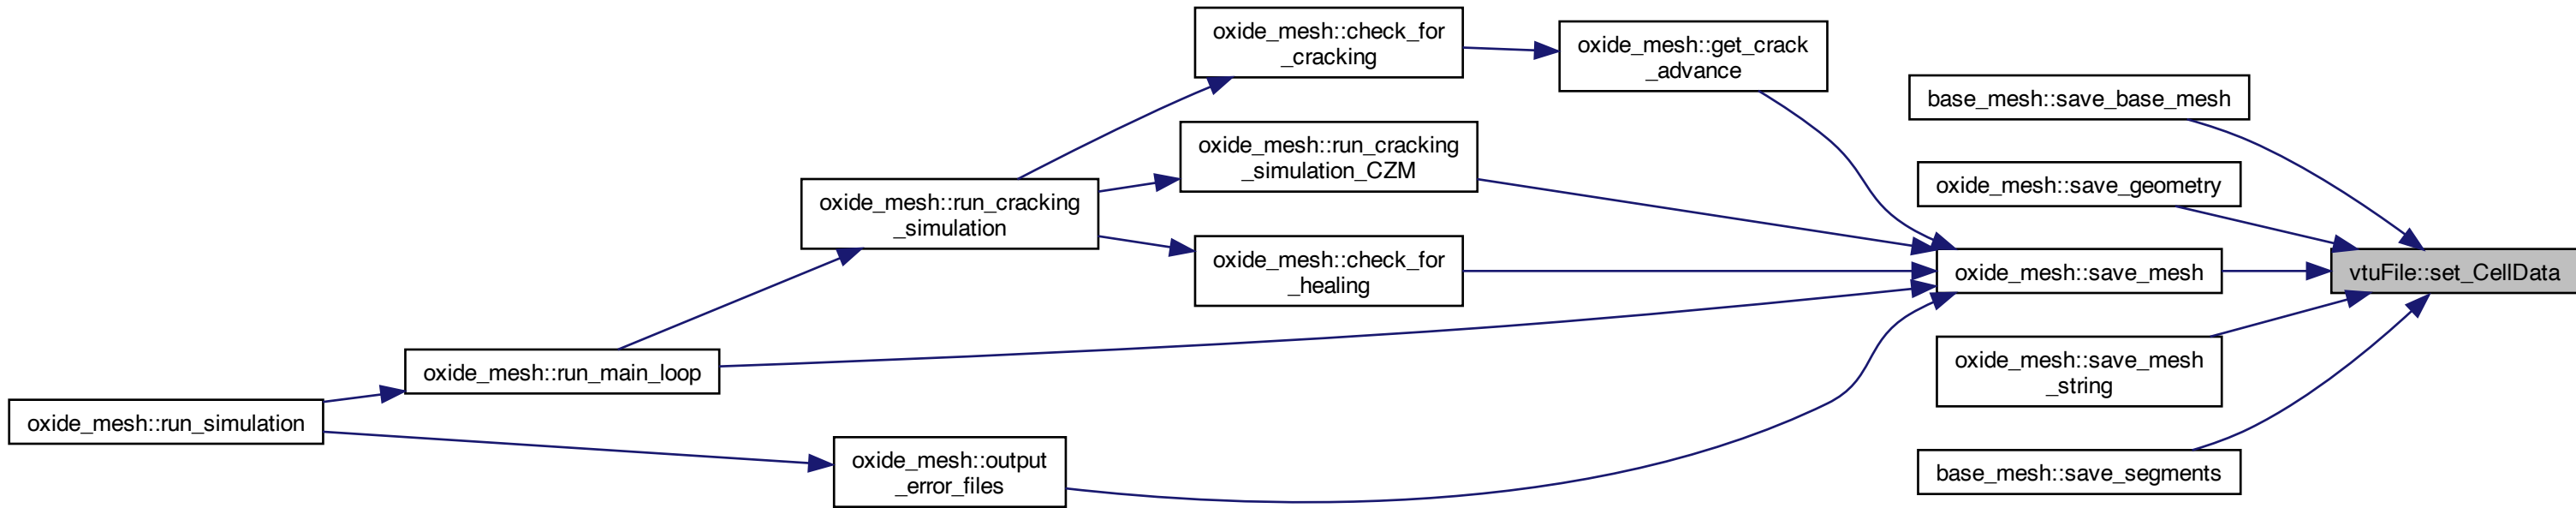 oxide_mesh::run_simulation
oxide_mesh::run_main_loop
oxide_mesh::run_cracking
_simulation
oxide_mesh::output
_error_files
oxide_mesh::check_for
_cracking
oxide_mesh::run_cracking
_simulation_CZM
oxide_mesh::check_for
_healing
oxide_mesh::get_crack
_advance
base_mesh::save_base_mesh
oxide_mesh::save_geometry
oxide_mesh::save_mesh
oxide_mesh::save_mesh
_string
base_mesh::save_segments
vtuFile::set_CellData